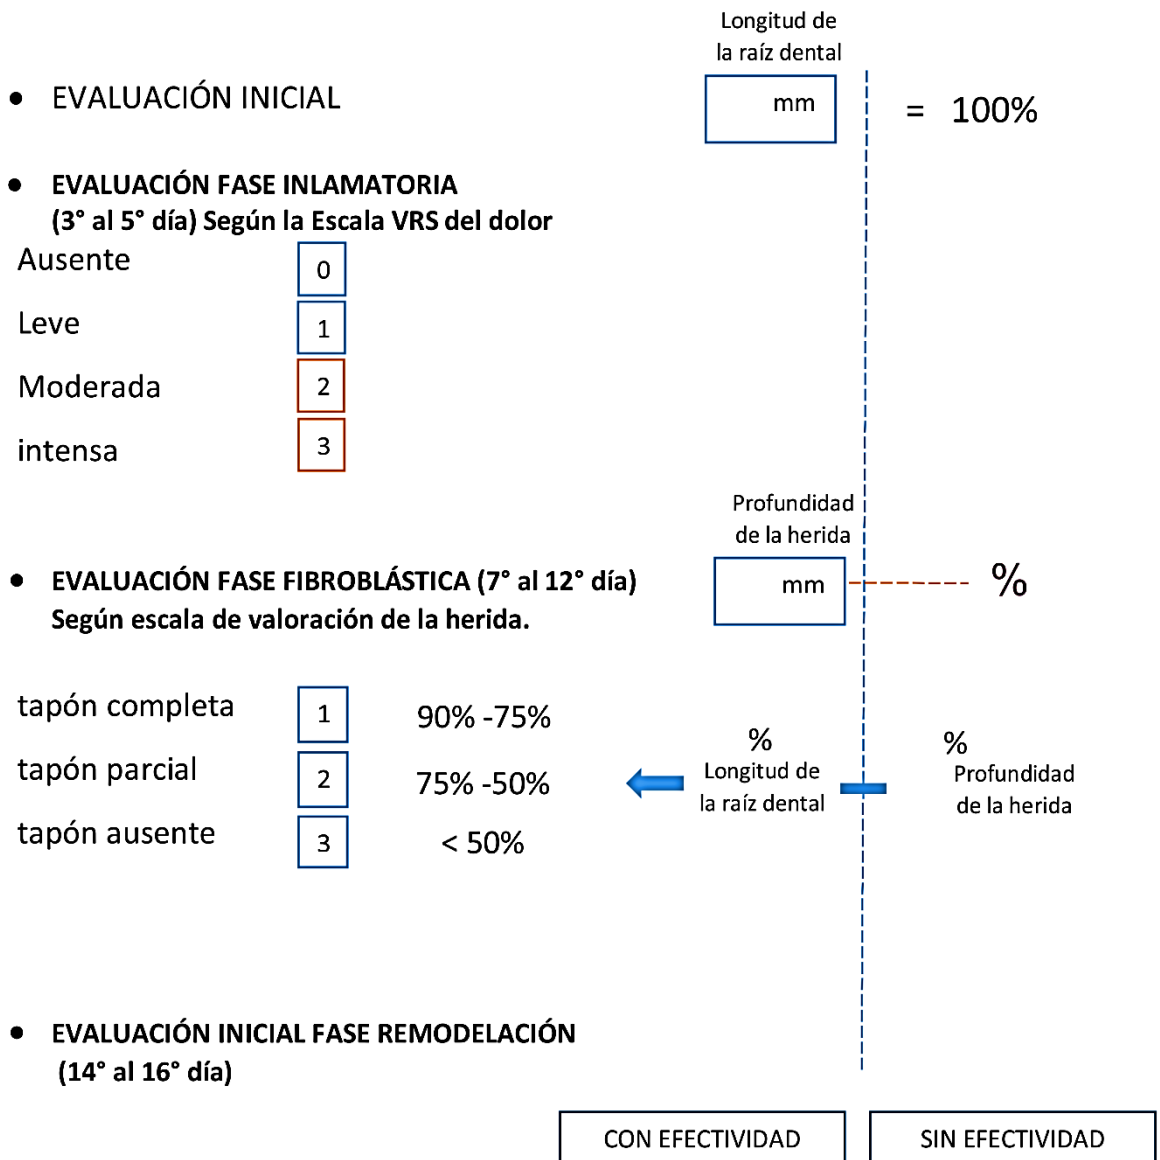 Longitud de
la raíz dental
• EVALUACIÓN INICIAL
mm
= 100%
• EVALUACIÓN FASE INLAMATORIA
(3° al 5° día) Según la Escala VRS del dolor
Ausente 0
Leve 1
Moderada 2
intensa 3
Profundidad
de la herida
• EVALUACIÓN FASE FIBROBLÁSTICA (7° al 12° día)
Según escala de valoración de la herida.
mm
%
tapón completa 1 90% -75%
tapón parcial 2 75% -50%
tapón ausente 3 < 50%
%
Longitud de
la raíz dental
%
Profundidad
de la herida
• EVALUACIÓN INICIAL FASE REMODELACIÓN
(14° al 16° día)
CON EFECTIVIDAD
SIN EFECTIVIDAD